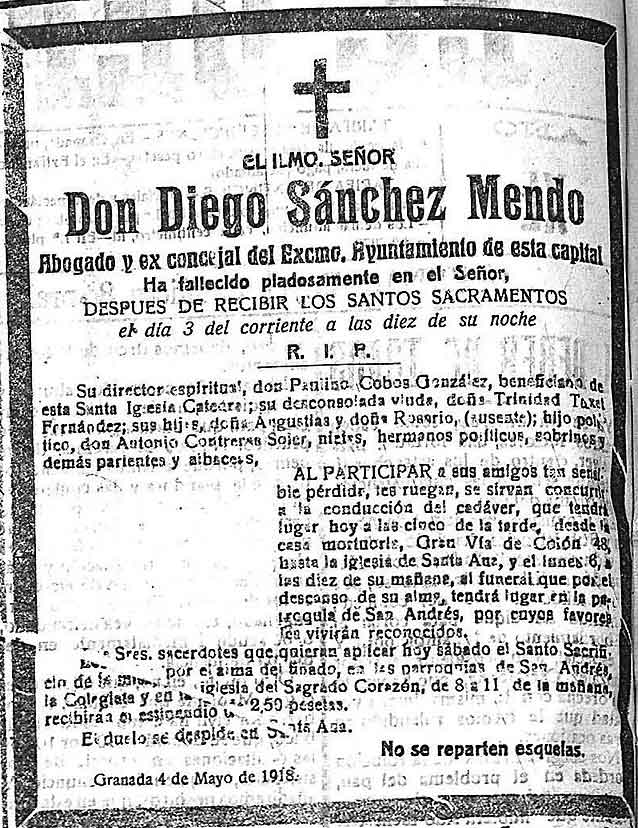 EL ILMO. SEÑOR
Don Diego Sánchez Mendo
Abogado y ex concejal del Excmo. Ayuntamiento de esta capital
Ha fallecido piadosamente en el Señor,
DESPUES DE RECIBIR LOS SANTOS SACRAMENTOS
el día 3 del corriente a las diez de su noche
R. I. P.
Su director espiritual, don Paulino Cobos González, beneficiado de
esta Santa Iglesia Catedral; su desconsolada viuda, doña Trinidad
Fernández; sus hijas, doña Angustias y doña Rosario, (ausente); hijo polí-
tico, don Antonio Contreras Soler, nietos, hermanos políticos, sobrinos y
demás parientes y albaceas,
AL PARTICIPAR a sus amigos tan sensi-
ble pérdida, les ruegan, se sirvan concurrir
a la conducción del cadáver, que tendrá
lugar hoy a las cinco de la tarde, desde la
casa mortuoria, Gran Vía de Colón 48,
hasta la iglesia de Santa Ana, y el lunes 6, a
las diez de su mañana, al funeral que por el
descanso de su alma, tendrá lugar en la pa-
rroquia de San Andrés, por cuyos favores
les vivirán reconocidos.
Sres. sacerdotes que quieran aplicar hoy sábado el Santo Sacrifi-
cio de la por el alma del finado, en las parroquias de San Andrés,
la Colegiata y en iglesia del Sagrado Corazón, de 8 a 11 de la mañana,
recibirán el estipendio 2,50 pesetas.
El duelo se despide en Santa Ana.
No se reparten esquelas.
Granada 4 de Mayo de 1918.